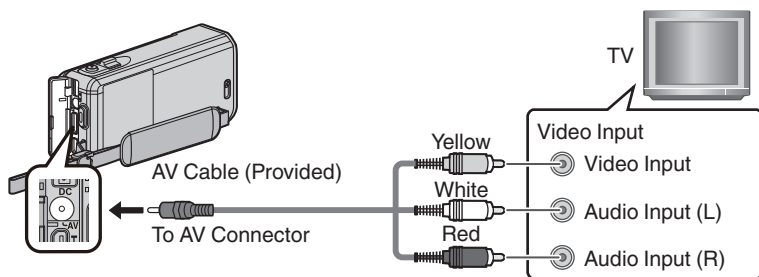 TV
Yellow
Video Input
Video Input
AV Cable (Provided)
White
Audio Input (L)
To AV Connector
Red
Audio Input (R)
DC
AV